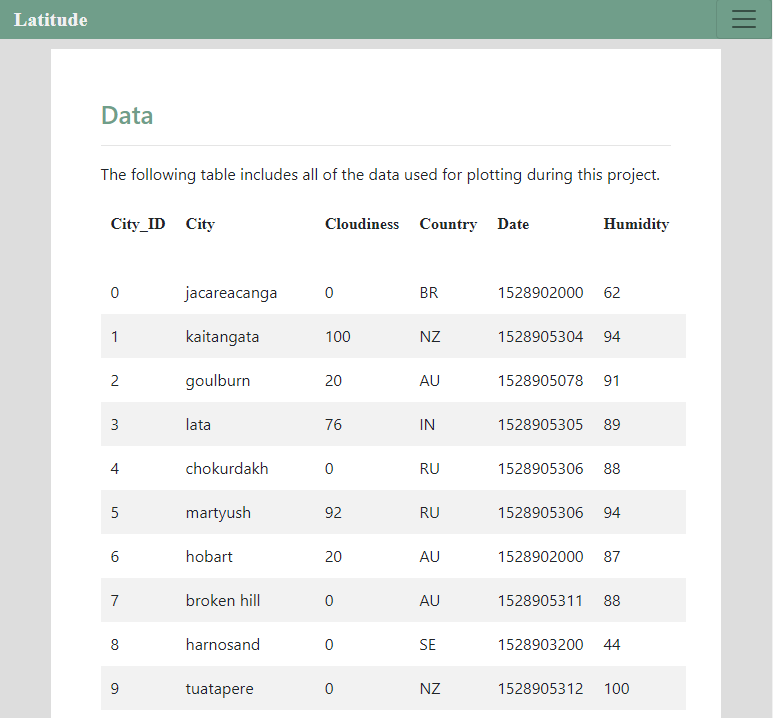 Latitude
Data
The following table includes all of the data used for plotting during this project.
City_ID City Cloudiness Country Date Humidity
0 jacareacanga 0 BR 1528902000 62
1 kaitangata 100 NZ 1528905304 94
2 goulburn 20 AU 1528905078 91
3 lata 76 IN 1528905305 89
4 chokurdakh 0 RU 1528905306 88
5 martyush 92 RU 1528905306 94
6 hobart 20 AU 1528902000 87
7 broken hill 0 AU 1528905311 88
8 harnosand 0 SE 1528903200 44
9 tuatapere 0 NZ 1528905312 100